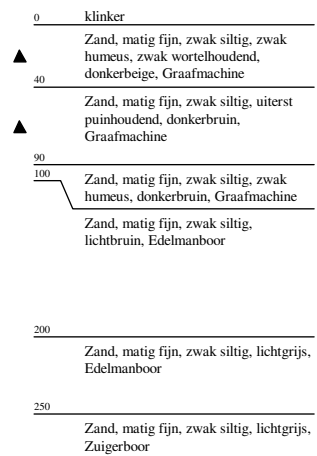 0 klinker
Zand, matig fijn, zwak siltig, zwak
humeus, zwak wortelhoudend,
donkerbeige, Graafmachine
40
Zand, matig fijn, zwak siltig, uiterst
puinhoudend, donkerbruin,
Graafmachine
90
100
Zand, matig fijn, zwak siltig, zwak
humeus, donkerbruin, Graafmachine
Zand, matig fijn, zwak siltig,
lichtbruin, Edelmanboor
200
Zand, matig fijn, zwak siltig, lichtgrijs,
Edelmanboor
250
Zand, matig fijn, zwak siltig, lichtgrijs,
Zuigerboor